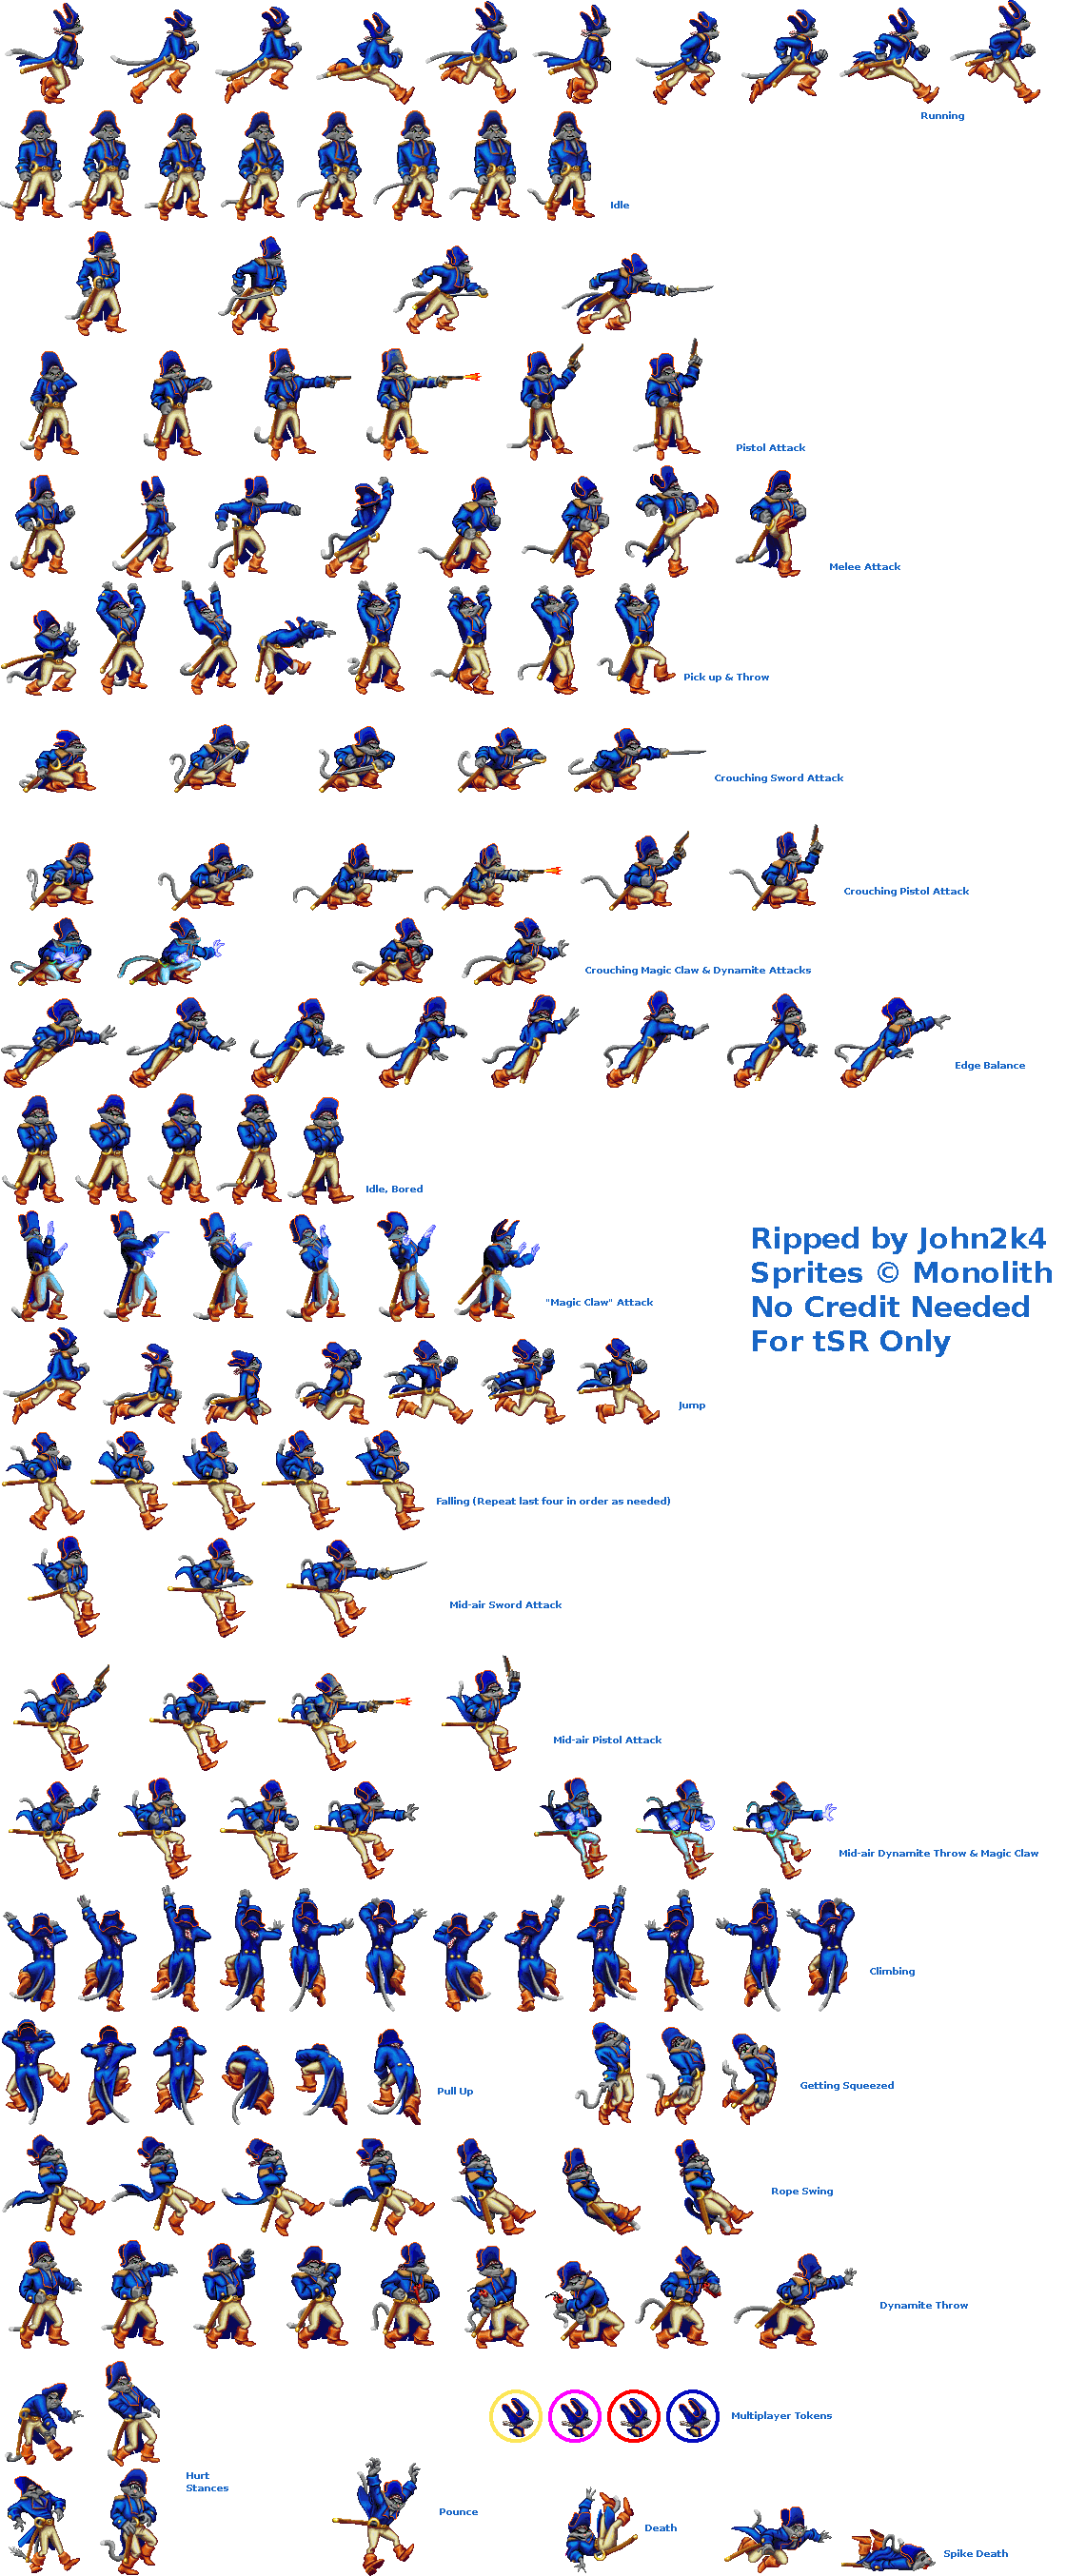 Running
Idle
Pistol Attack
Melee Attack
Pick up & Throw
Crouching Sword Attack
Crouching Pistol Attack
Crouching Magic Claw & Dynamite Attacks
Edge Balance
Idle, Bored
Ripped by John2k4
Sprites © Monolith
No Credit Needed
For tSR Only
"Magic Claw" Attack
Jump
Falling (Repeat last four in order as needed)
Mid-air Sword Attack
Mid-air Pistol Attack
Mid-air Dynamite Throw & Magic Claw
Climbing
Pull Up
Getting Squeezed
Rope Swing
Dynamite Throw
Multiplayer Tokens
Hurt
Stances
Pounce
Death
Spike Death